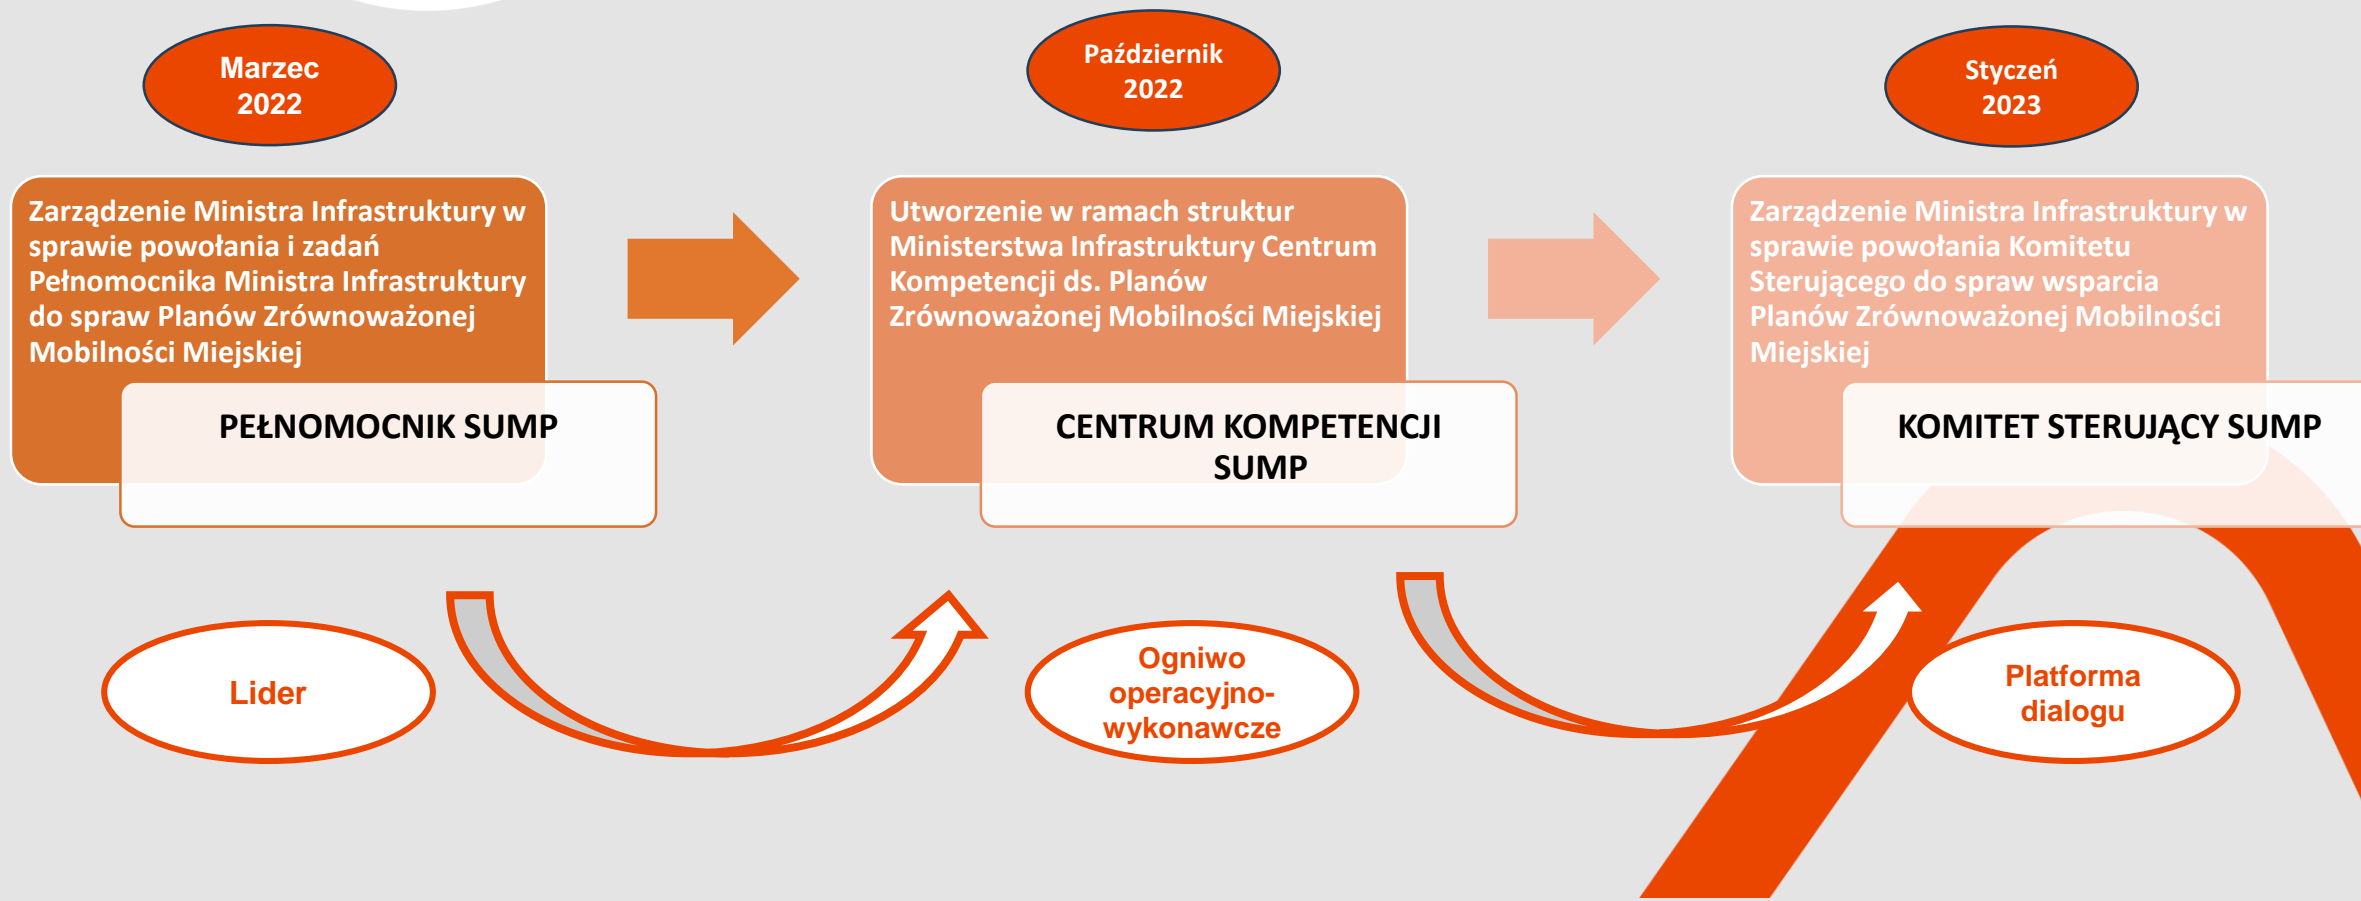 Marzec
2022
Październik
2022
Styczeń
2023
Zarządzenie Ministra Infrastruktury w
sprawie powołania i zadań
Pełnomocnika Ministra Infrastruktury
do spraw Planów Zrównoważonej
Mobilności Miejskiej
PEŁNOMOCNIK SUMP
Utworzenie w ramach struktur
Ministerstwa Infrastruktury Centrum
Kompetencji ds. Planów
Zrównoważonej Mobilności Miejskiej
CENTRUM KOMPETENCJI
SUMP
Zarządzenie Ministra Infrastruktury w
sprawie powołania Komitetu
Sterującego do spraw wsparcia
Planów Zrównoważonej Mobilności
Miejskiej
KOMITET STERUJĄCY SUMP
Lider
Ogniwo
operacyjno-
wykonawcze
Platforma
dialogu